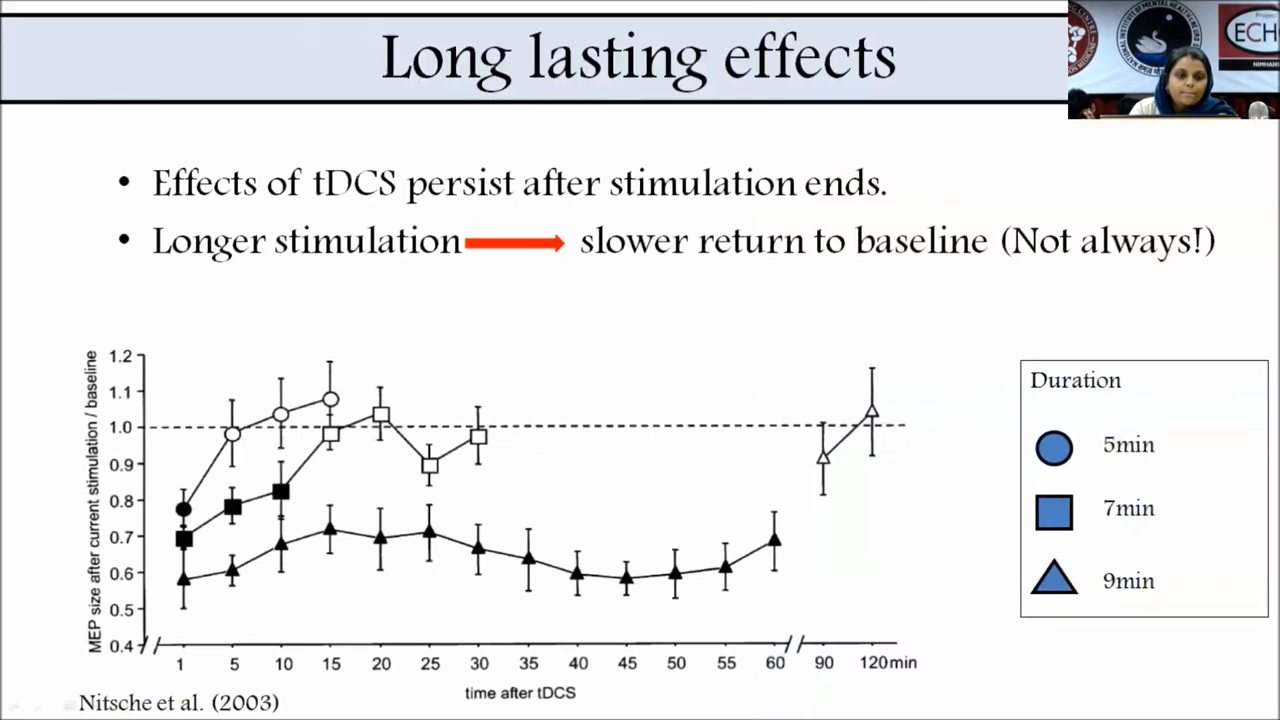 Long lasting effects
ECH
NIMHANS
• Effects of tDCS persist after stimulation ends.
• Longer stimulation slower return to baseline (Not always!)
MEP size after current stimulation / baseline
1.2
1.1
1.0
0.9
0.8
0.7
0.6
0.5
0.4
1 5 10 15 20 25 30 35 40 45 50 55 60 90 120min
time after tDCS
Duration
5min
7min
9min
Nitsche et al. (2003)